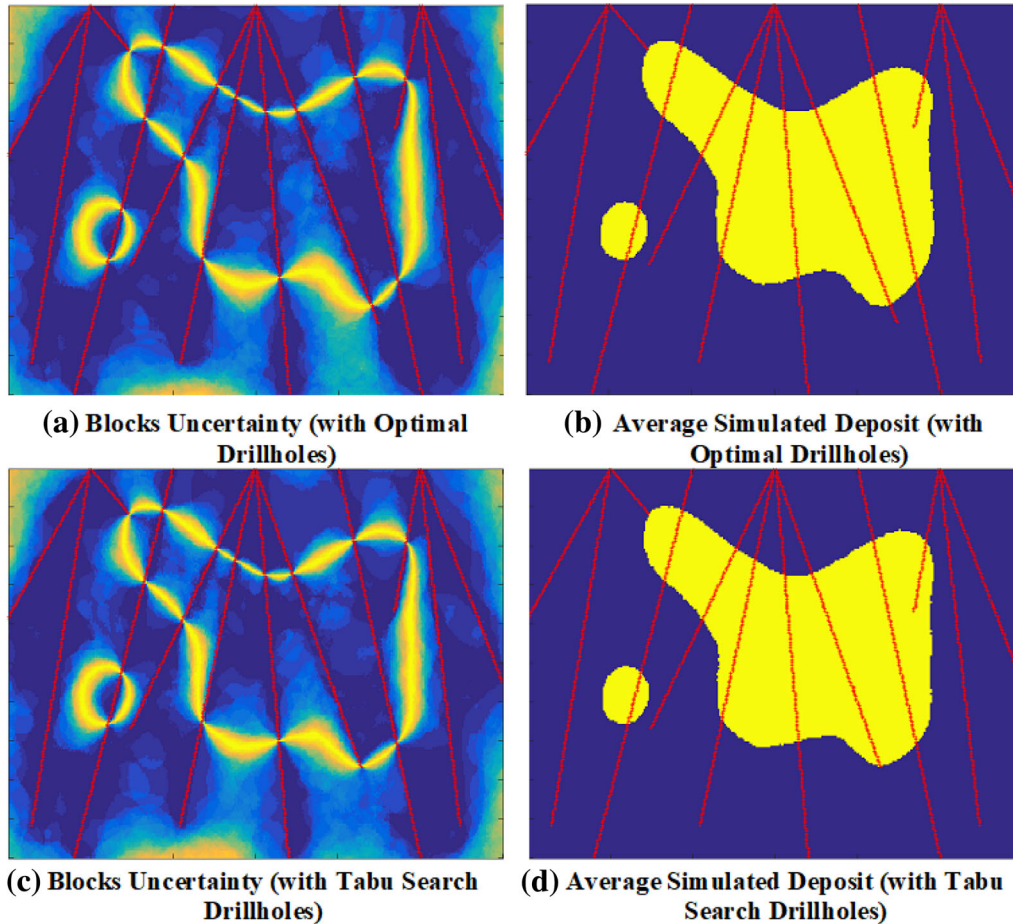 (a) Blocks Uncertainty (with Optimal
Drillholes)
(b) Average Simulated Deposit (with
Optimal Drillholes)
(c) Blocks Uncertainty (with Tabu Search
Drillholes)
(d) Average Simulated Deposit (with Tabu
Search Drillholes)